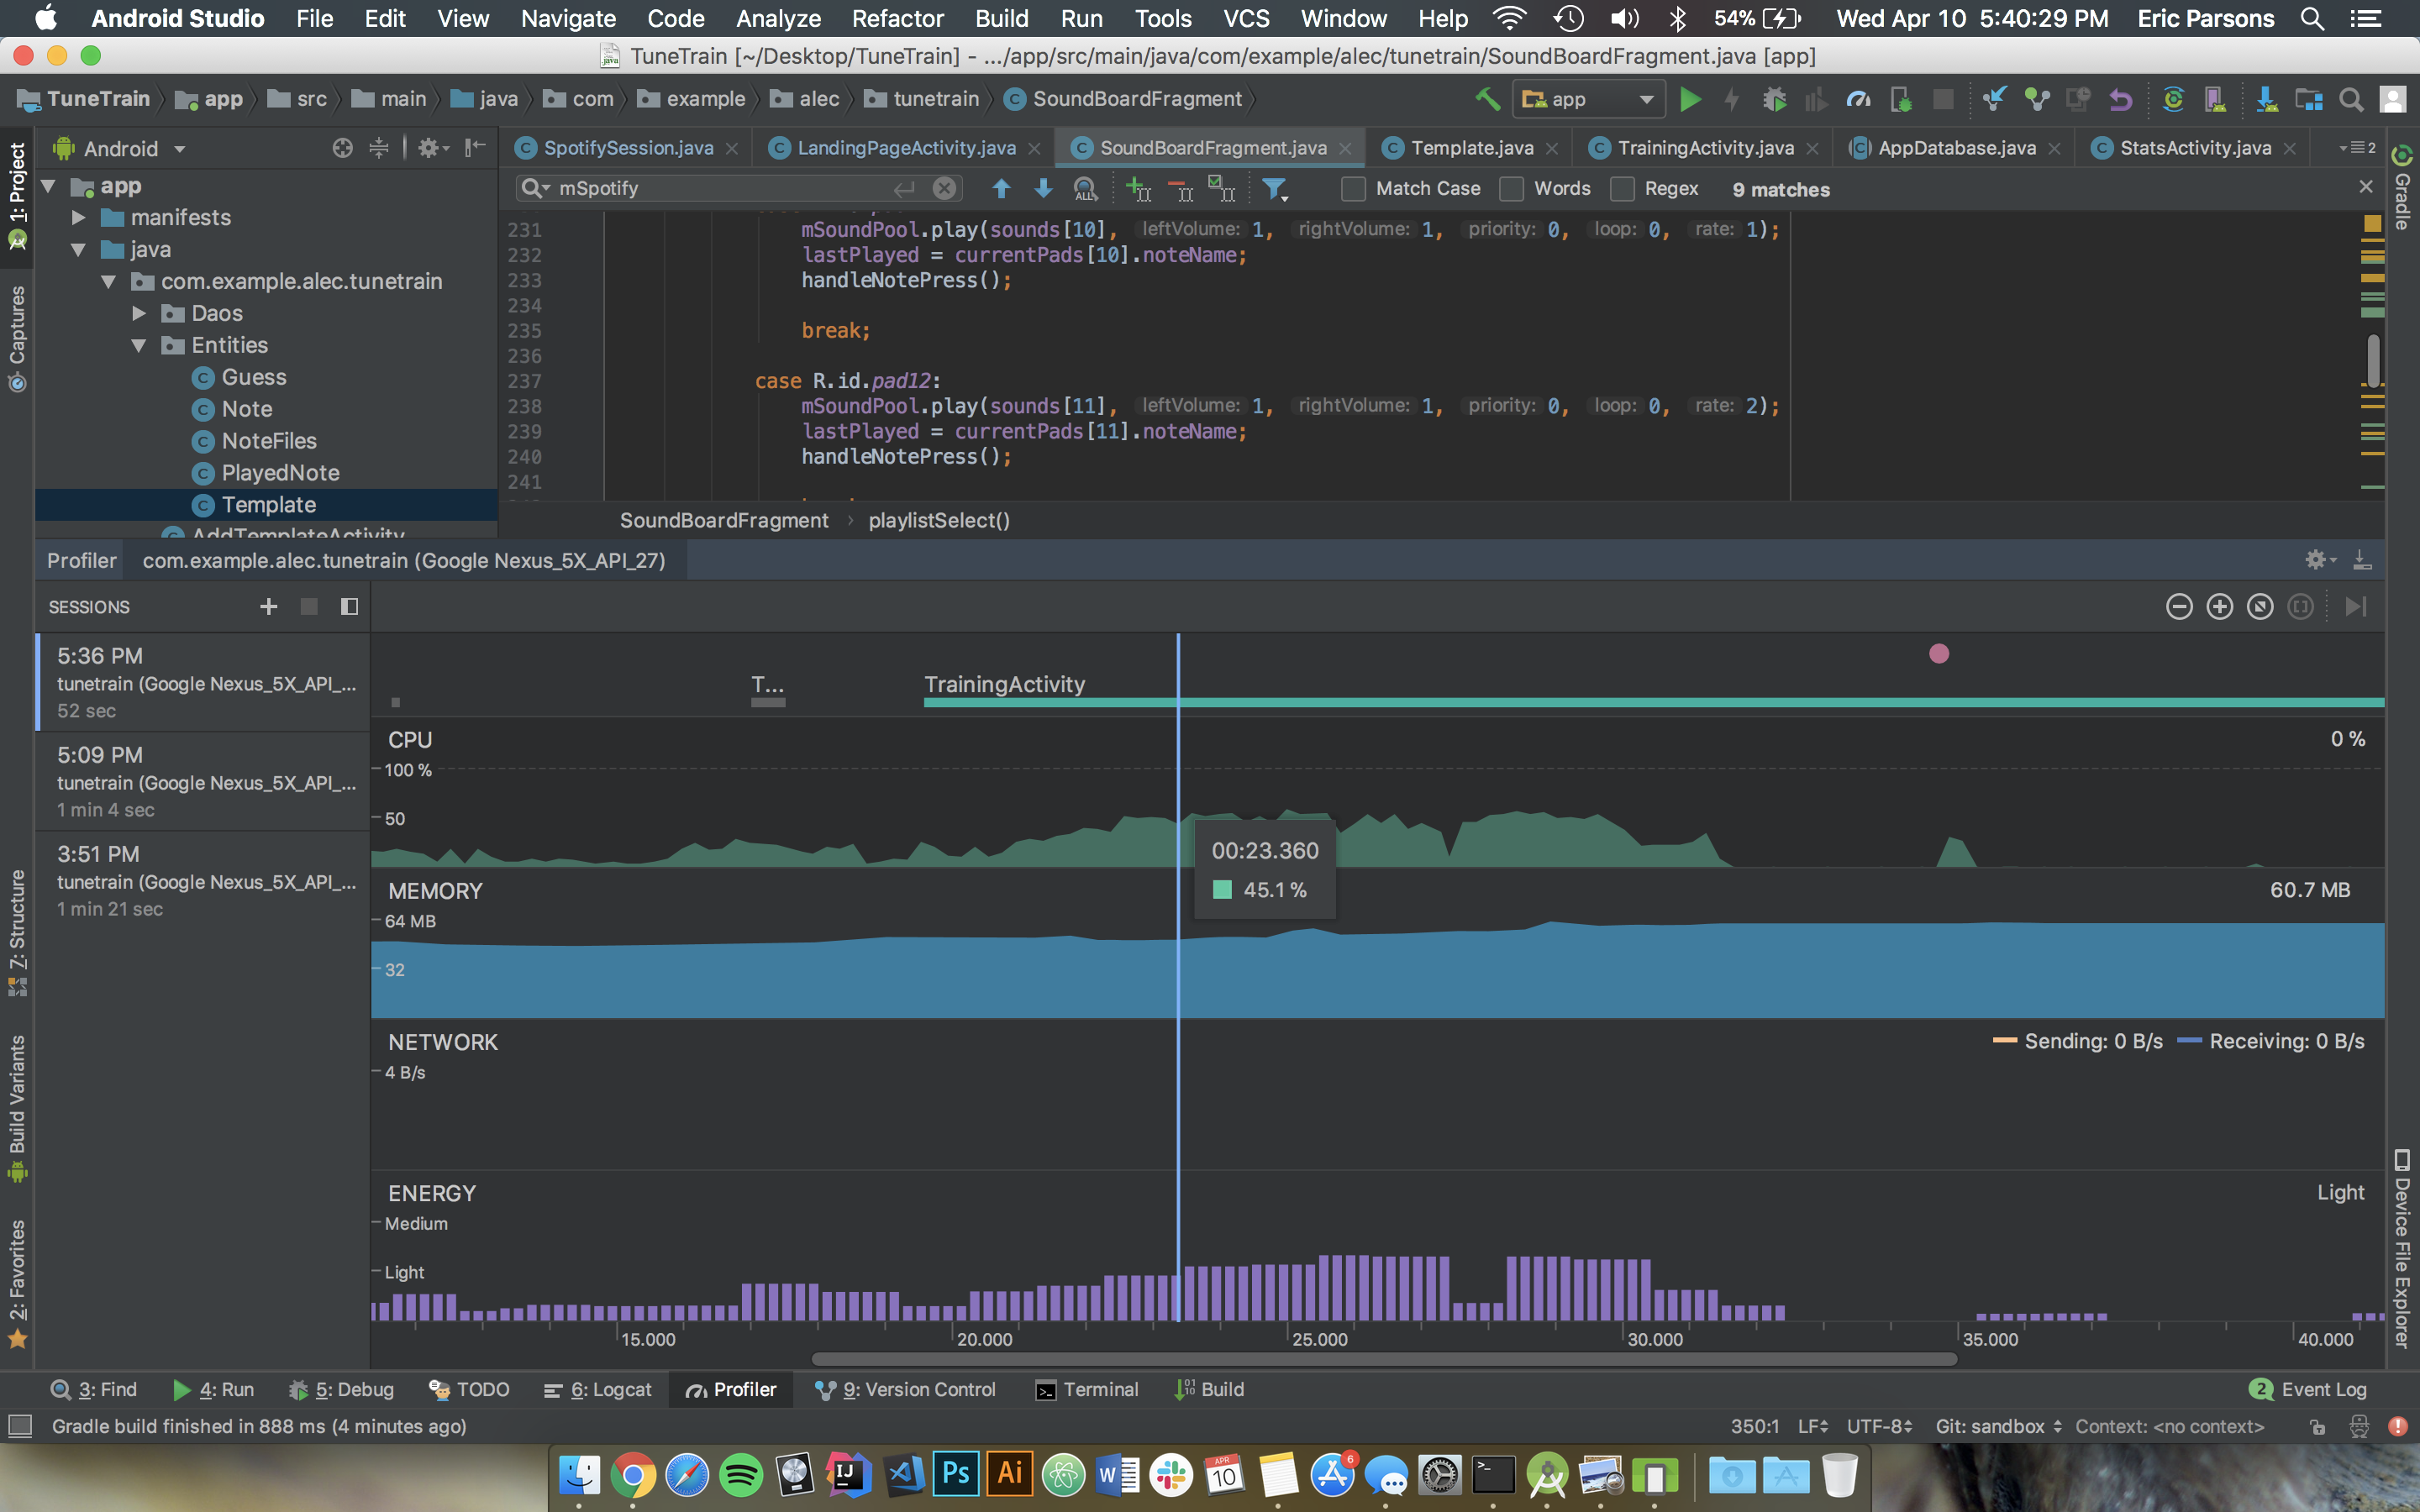 Android Studio File Edit View Navigate Code Analyze Refactor Build Run Tools VCS Window Help 54% Wed Apr 10 5:40:29 PM Eric Parsons
TuneTrain [~/Desktop/TuneTrain] - .../app/src/main/java/com/example/alec/tunetrain/SoundBoardFragment.java [app]
TuneTrain app src main java com example alec tunetrain SoundBoardFragment app
Android
SpotifySession.java LandingPageActivity.java SoundBoardFragment.java Template.java TrainingActivity.java AppDatabase.java StatsActivity.java 2
mSpotify Match Case Words Regex 9 matches
1: Project
Captures
7: Structure
Build Variants
2: Favorites
app
manifests
java
com.example.alec.tunetrain
Daos
Entities
Guess
Note
NoteFiles
PlayedNote
Template
AddTemplateActivity
231 mSoundPool.play(sounds[10], leftVolume: 1, rightVolume: 1, priority: 0, loop: 0, rate: 1);
232 lastPlayed = currentPads[10].noteName;
233 handleNotePress();
234
235 break;
236
237 case R.id.pad12:
238 mSoundPool.play(sounds[11], leftVolume: 1, rightVolume: 1, priority: 0, loop: 0, rate: 2);
239 lastPlayed = currentPads[11].noteName;
240 handleNotePress();
241
SoundBoardFragment playlistSelect()
Gradle
Device File Explorer
Profiler com.example.alec.tunetrain (Google Nexus_5X_API_27)
SESSIONS
5:36 PM
tunetrain (Google Nexus_5X_API_...
52 sec
5:09 PM
tunetrain (Google Nexus_5X_API_...
1 min 4 sec
3:51 PM
tunetrain (Google Nexus_5X_API_...
1 min 21 sec
T... TrainingActivity
CPU 0 %
100 %
50
00:23.360
45.1 %
MEMORY 60.7 MB
64 MB
32
NETWORK Sending: 0 B/s Receiving: 0 B/s
4 B/s
ENERGY Light
Medium
Light
15.000 20.000 25.000 30.000 35.000 40.000
3: Find 4: Run 5: Debug TODO 6: Logcat Profiler 9: Version Control Terminal Build 2 Event Log
Gradle build finished in 888 ms (4 minutes ago) 350:1 LF UTF-8 Git: sandbox Context: <no context>
IJ Ps Ai W APR 10 6